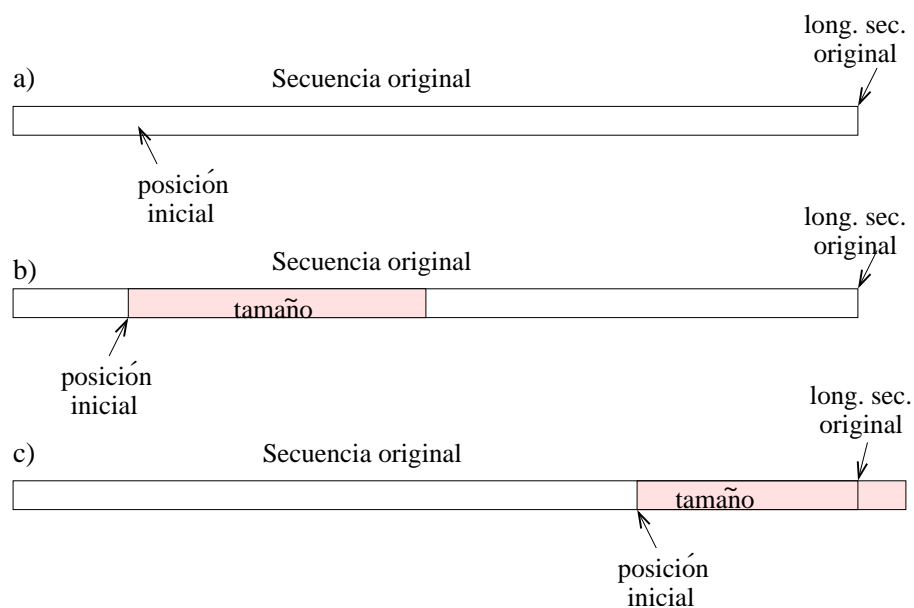 long. sec.
original
Secuencia original
a)
posición
inicial
long. sec.
original
Secuencia original
b)
tamaño
posición
inicial
long. sec.
original
Secuencia original
c)
tamaño
posición
inicial